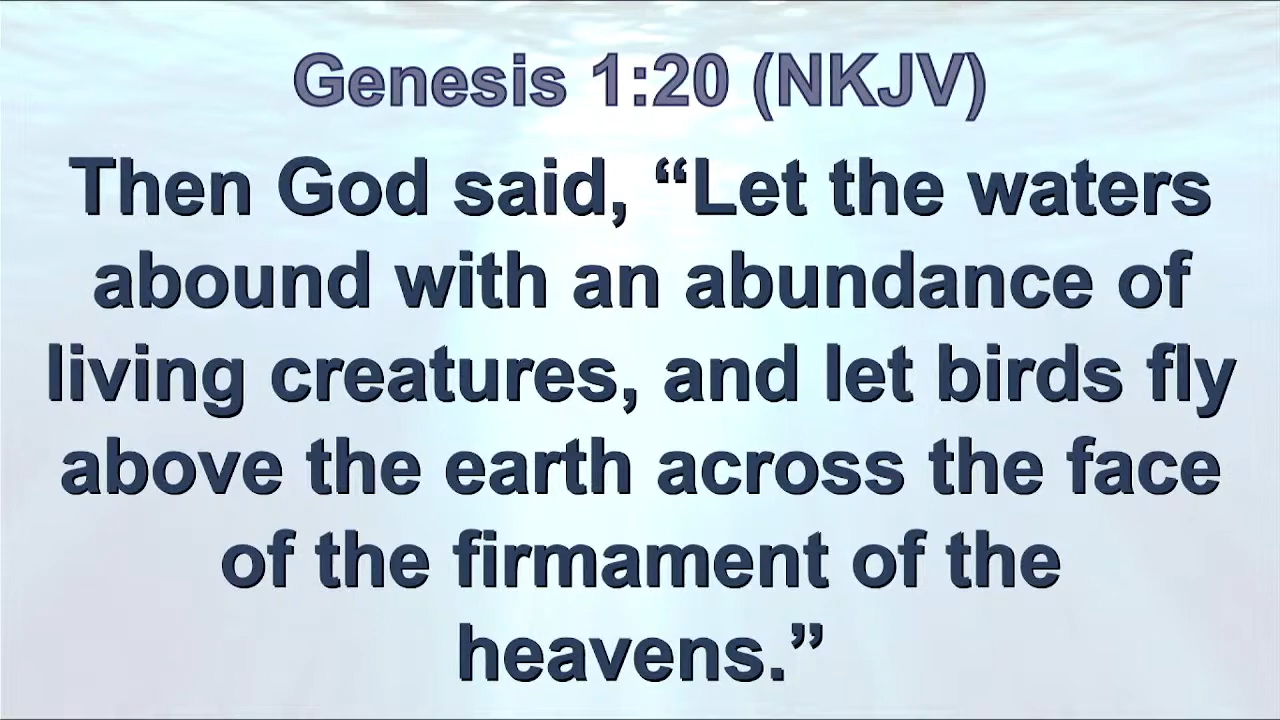 Genesis 1:20 (NKJV)
Then God said, “Let the waters
abound with an abundance of
living creatures, and let birds fly
above the earth across the face
of the firmament of the
heavens.”